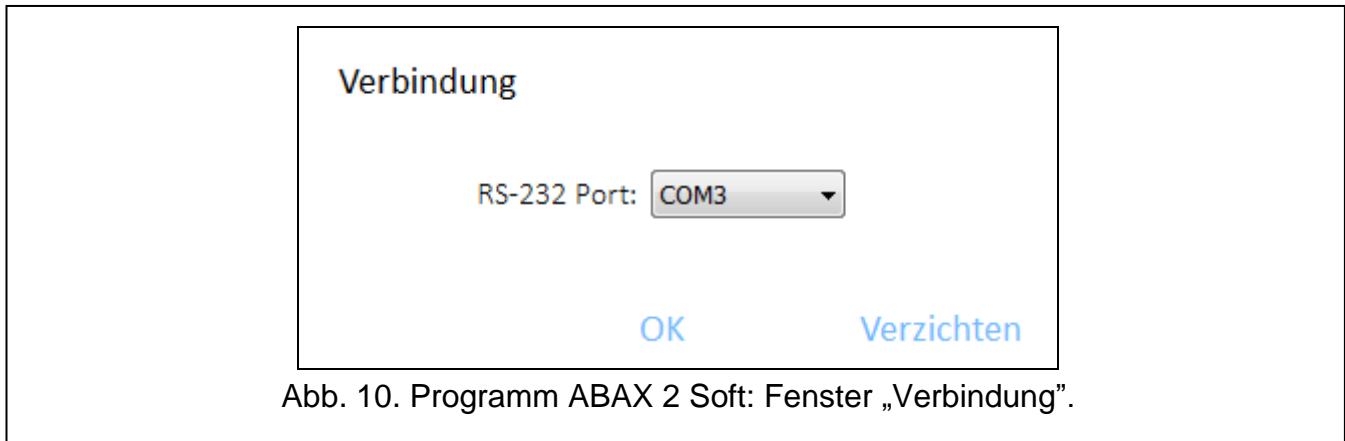 Verbindung
RS-232 Port: COM3
OK Verzichten
Abb. 10. Programm ABAX 2 Soft: Fenster „Verbindung”.